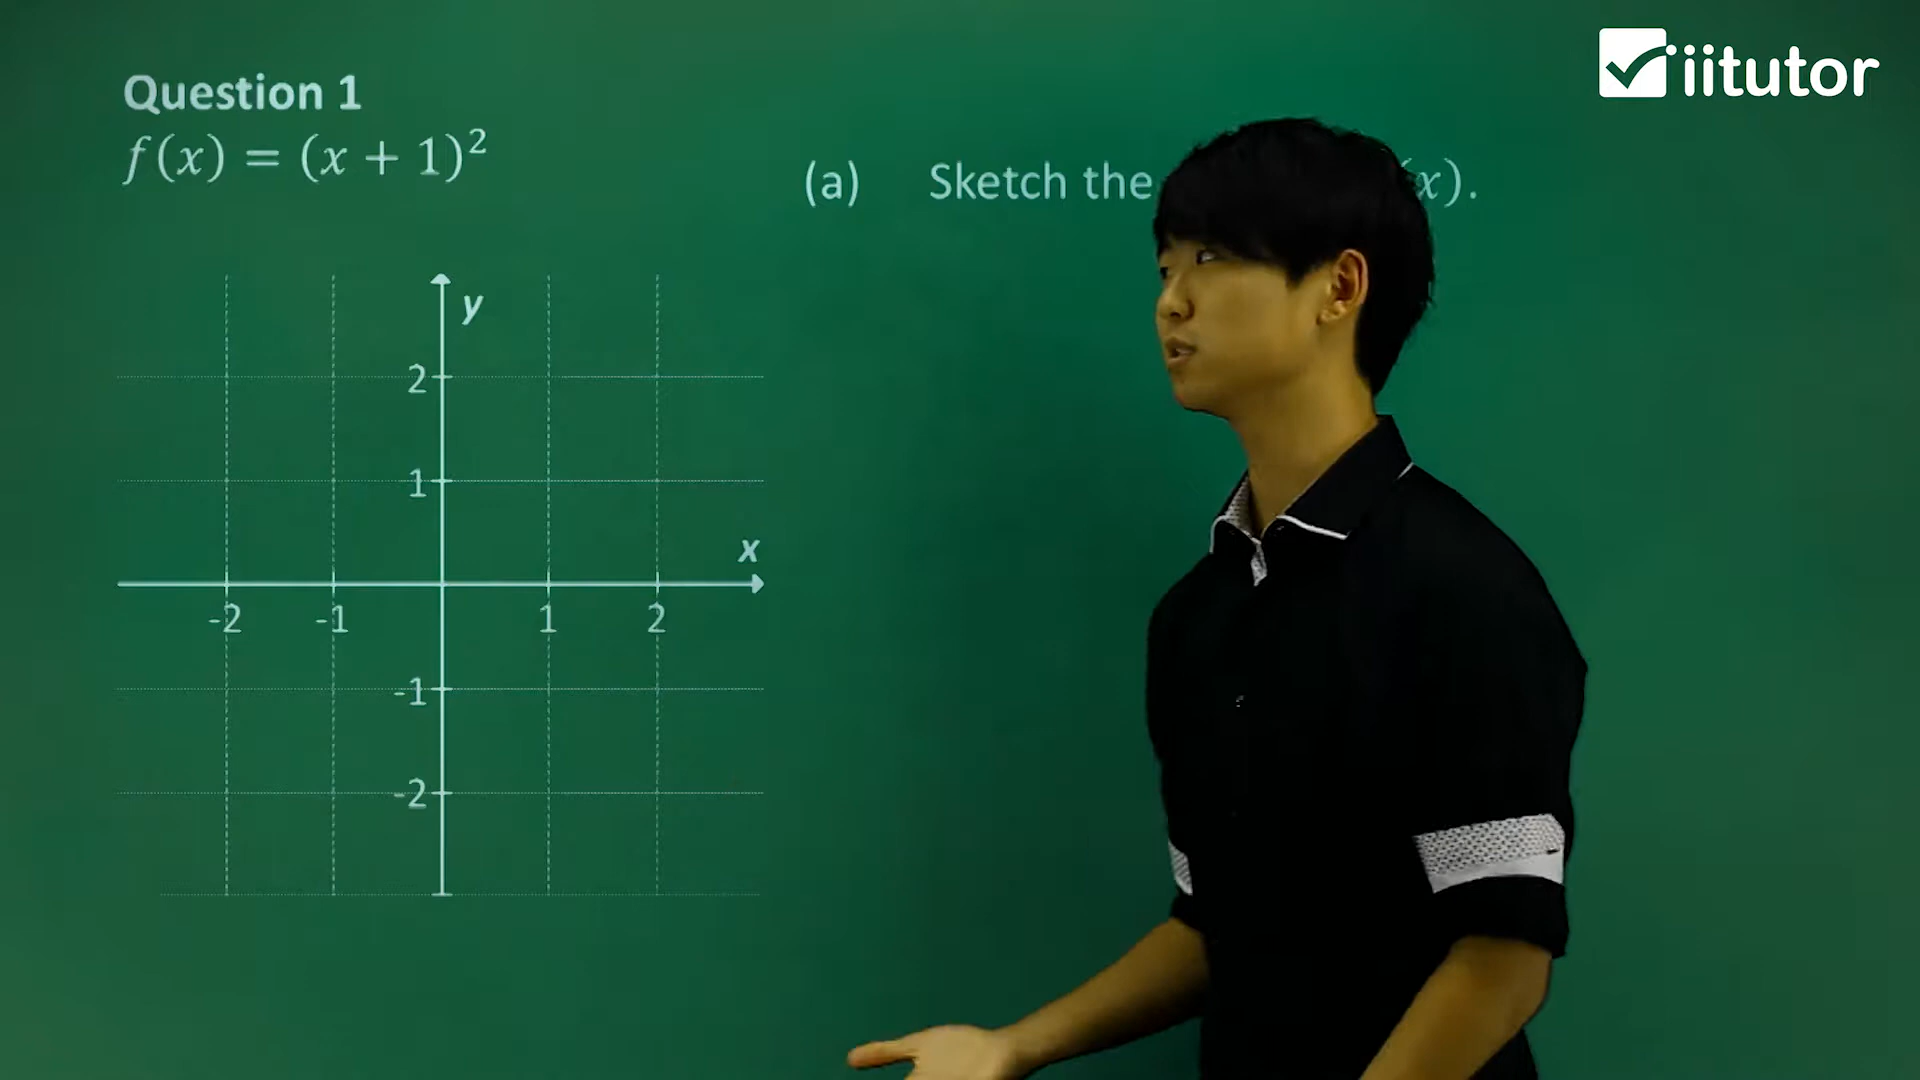 iitutor
Question 1
f(x) = (x + 1)²
(a) Sketch the x).
y
2
1
x
-2 -1 1 2
-1
-2